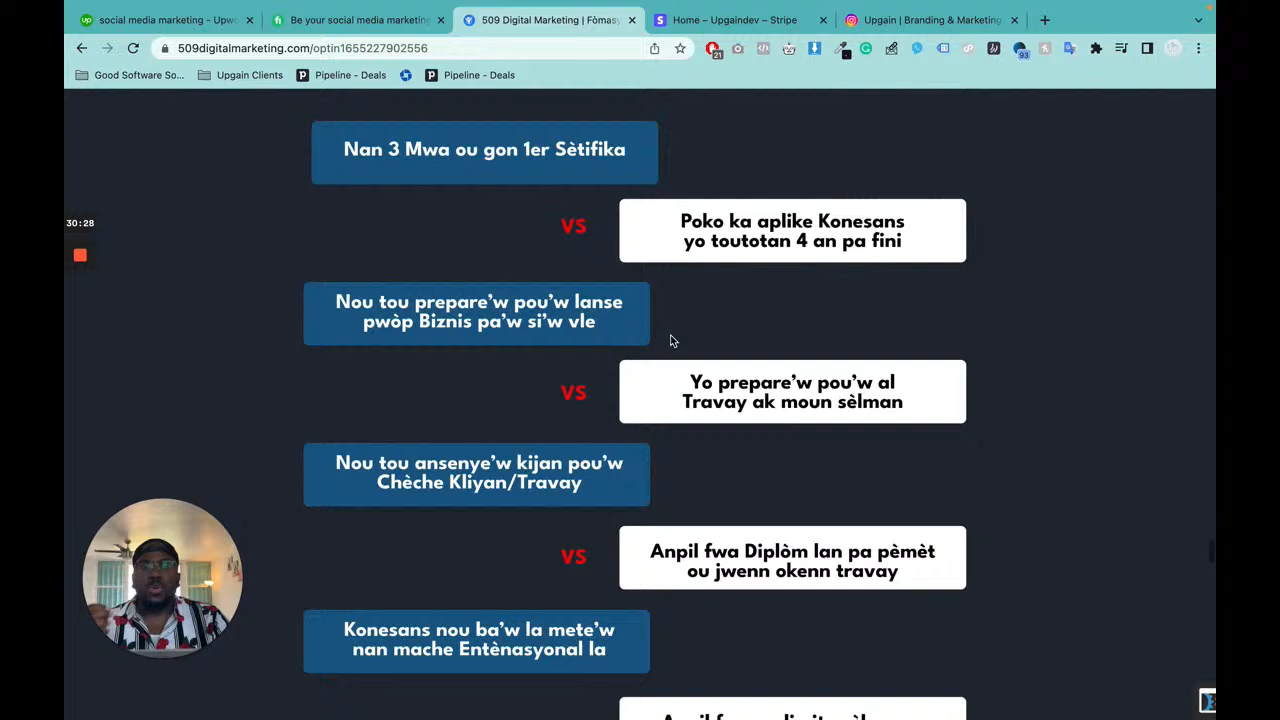 social media marketing - Upwo
Be your social media marketing
509 Digital Marketing | Fòmasy
Home – Upgaindev – Stripe
Upgain | Branding & Marketing
509digitalmarketing.com/optin1655227902556
21
93
Good Software So...
Upgain Clients
Pipeline - Deals
Pipeline - Deals
Nan 3 Mwa ou gon 1er Sètifika
30:28
VS
Poko ka aplike Konesans
yo toutotan 4 an pa fini
Nou tou prepare’w pou’w lanse
pwòp Biznis pa’w si’w vle
VS
Yo prepare’w pou’w al
Travay ak moun sèlman
Nou tou ansenye’w kijan pou’w
Chèche Kliyan/Travay
VS
Anpil fwa Diplòm lan pa pèmèt
ou jwenn okenn travay
Konesans nou ba’w la mete’w
nan mache Entènasyonal la